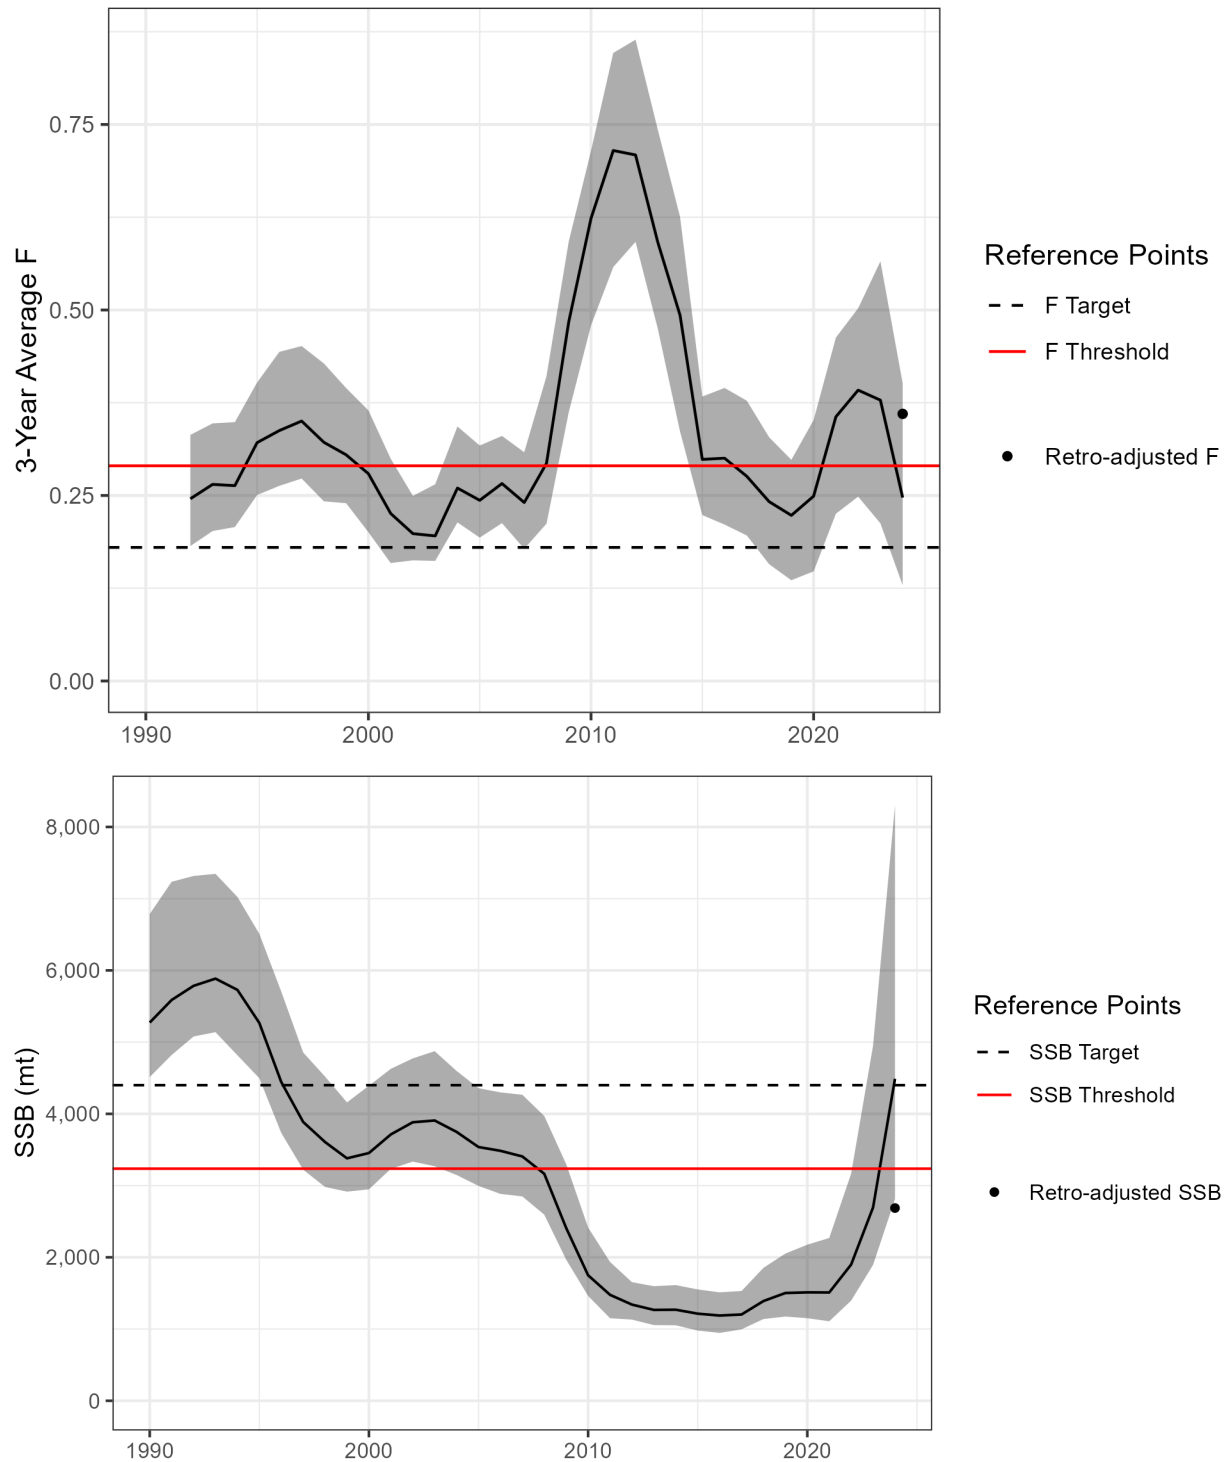 3-Year Average F
0.75
0.50
0.25
0.00
1990
2000
2010
2020
Reference Points
F Target
F Threshold
Retro-adjusted F
SSB (mt)
8,000
6,000
4,000
2,000
0
1990
2000
2010
2020
Reference Points
SSB Target
SSB Threshold
Retro-adjusted SSB